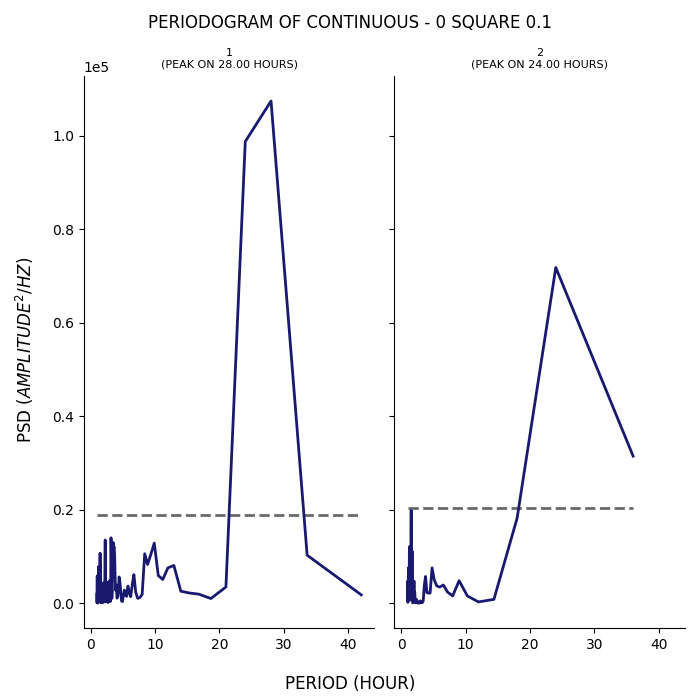 PERIODOGRAM OF CONTINUOUS - 0 SQUARE 0.1
1
(PEAK ON 28.00 HOURS)
2
(PEAK ON 24.00 HOURS)
1e5
1.0
0.8
0.6
0.4
0.2
0.0
PSD (AMPLITUDE²/HZ)
0 10 20 30 40
0 10 20 30 40
PERIOD (HOUR)